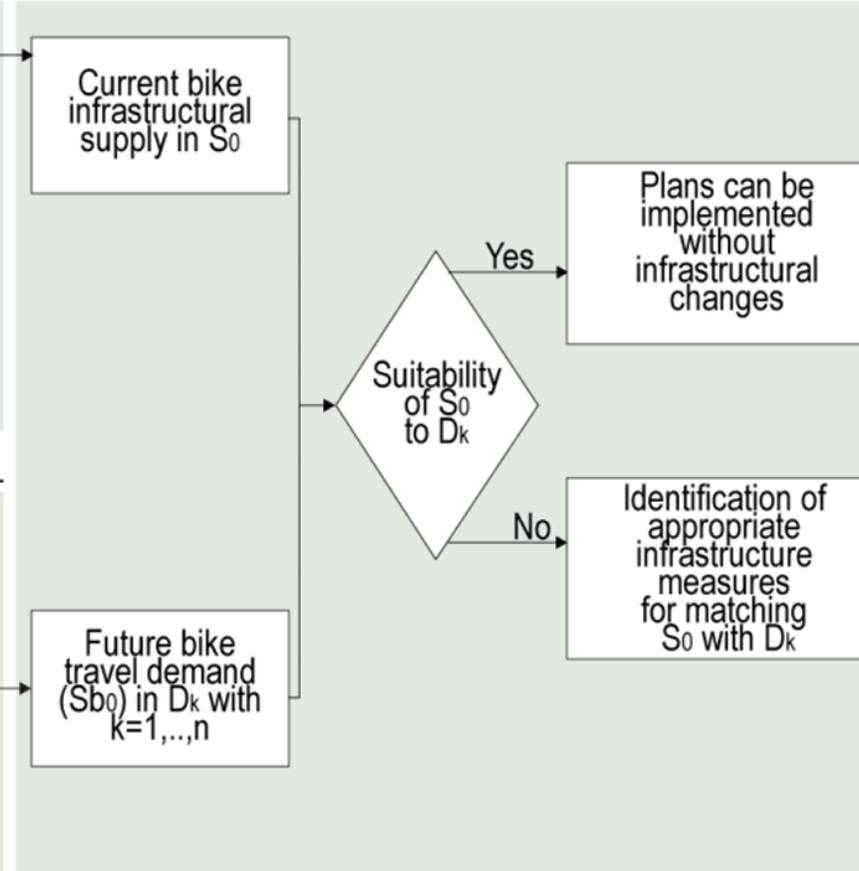 Current bike
infrastructural
supply in S0
Plans can be
implemented
without
infrastructural
changes
Yes
Suitability
of S0
to Dk
No
Identification of
appropriate
infrastructure
measures
for matching
S0 with Dk
Future bike
travel demand
(Sb0) in Dk with
k=1,..,n